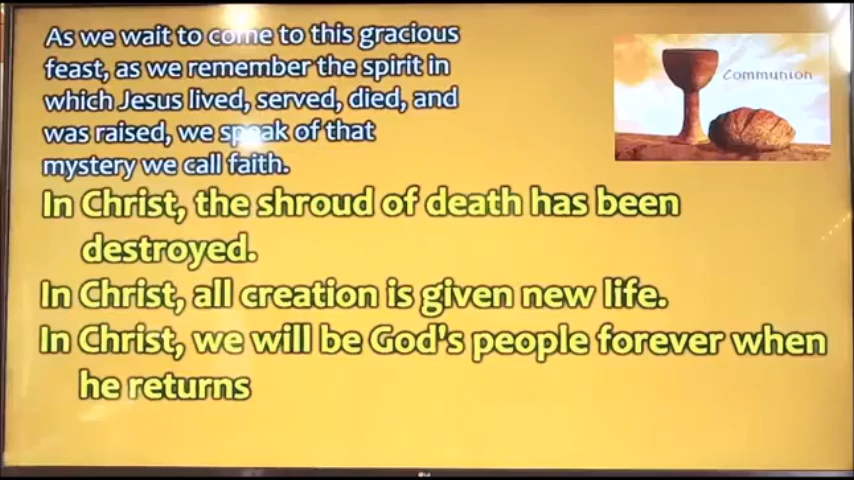 As we wait to come to this gracious
feast, as we remember the spirit in
which Jesus lived, served, died, and
was raised, we speak of that
mystery we call faith.
Communion
In Christ, the shroud of death has been
destroyed.
In Christ, all creation is given new life.
In Christ, we will be God's people forever when
he returns
LG